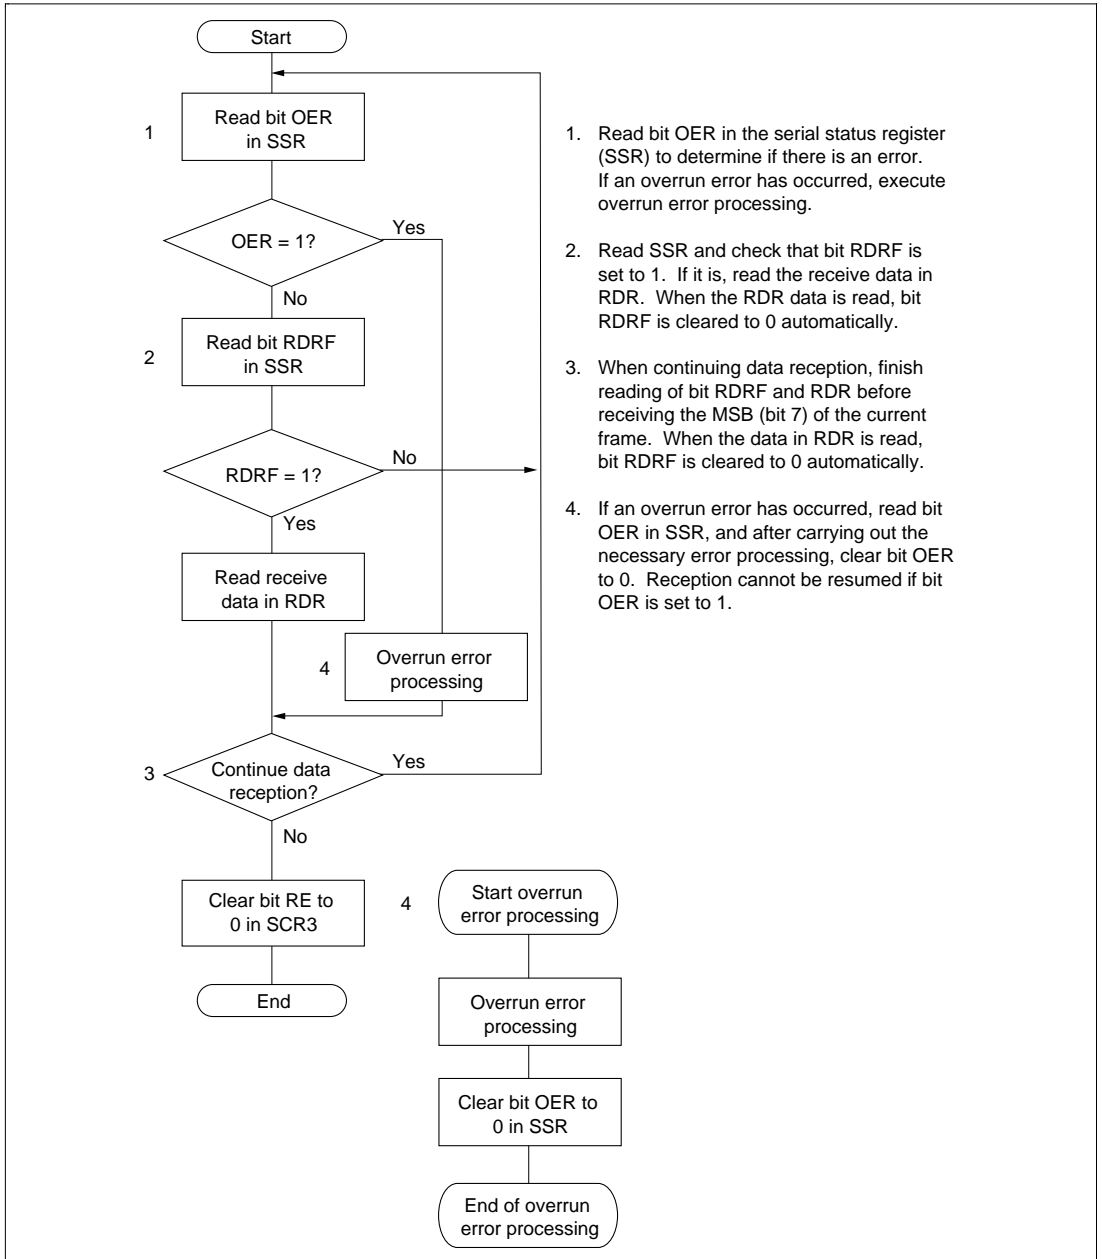 Start
1
Read bit OER
in SSR
OER = 1?
Yes
No
2
Read bit RDRF
in SSR
RDRF = 1?
No
Yes
Read receive
data in RDR
4
Overrun error
processing
3
Continue data
reception?
Yes
No
Clear bit RE to
0 in SCR3
End
4
Start overrun
error processing
Overrun error
processing
Clear bit OER to
0 in SSR
End of overrun
error processing
1. Read bit OER in the serial status register
(SSR) to determine if there is an error.
If an overrun error has occurred, execute
overrun error processing.
2. Read SSR and check that bit RDRF is
set to 1. If it is, read the receive data in
RDR. When the RDR data is read, bit
RDRF is cleared to 0 automatically.
3. When continuing data reception, finish
reading of bit RDRF and RDR before
receiving the MSB (bit 7) of the current
frame. When the data in RDR is read,
bit RDRF is cleared to 0 automatically.
4. If an overrun error has occurred, read bit
OER in SSR, and after carrying out the
necessary error processing, clear bit OER
to 0. Reception cannot be resumed if bit
OER is set to 1.